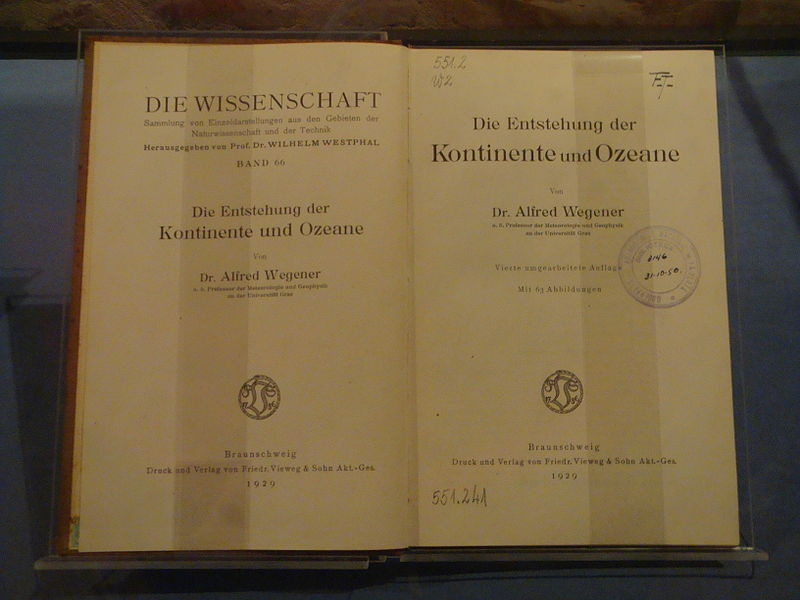 DIE WISSENSCHAFT
Sammlung von Einzeldarstellungen aus den Gebieten der
Naturwissenschaft und der Technik
Herausgegeben von Prof. Dr. WILHELM WESTPHAL
BAND 66
Die Entstehung der
Kontinente und Ozeane
Von
Dr. Alfred Wegener
o. ö. Professor der Meteorologie und Geophysik
an der Universität Graz
Braunschweig
Druck und Verlag von Friedr. Vieweg & Sohn Akt.-Ges.
1929
551.2
W2
Die Entstehung der
Kontinente und Ozeane
Von
Dr. Alfred Wegener
o. ö. Professor der Meteorologie und Geophysik
an der Universität Graz
2146
31-10-50.
Vierte umgearbeitete Auflage
Mit 63 Abbildungen
Braunschweig
Druck und Verlag von Friedr. Vieweg & Sohn Akt.-Ges.
1929
551.241